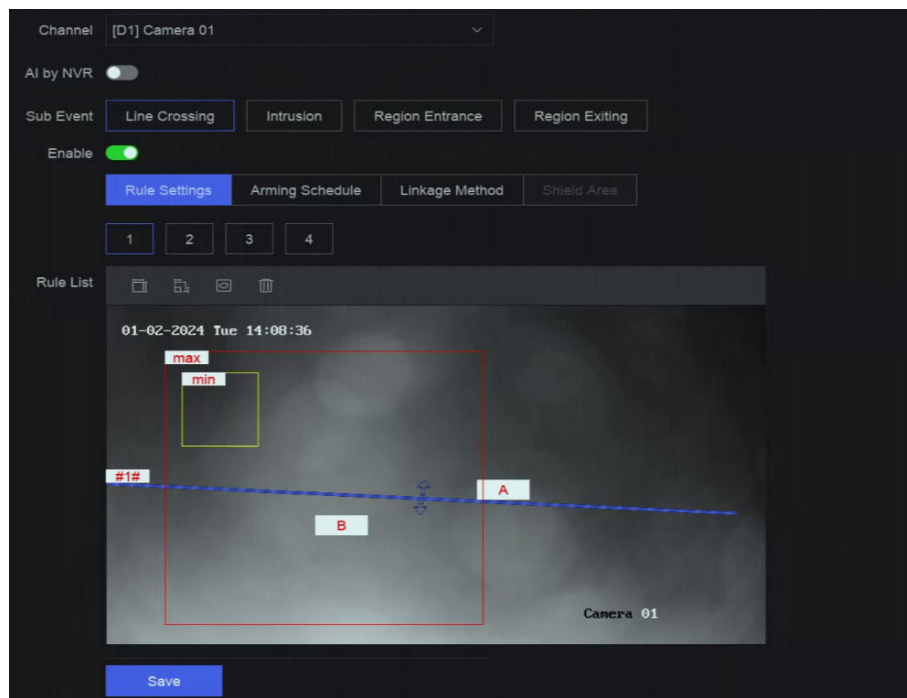 Channel [D1] Camera 01
AI by NVR
Sub Event Line Crossing Intrusion Region Entrance Region Exiting
Enable
Rule Settings Arming Schedule Linkage Method Shield Area
1 2 3 4
Rule List
01-02-2024 Tue 14:08:36
max
min
#1#
A
B
Camera 01
Save